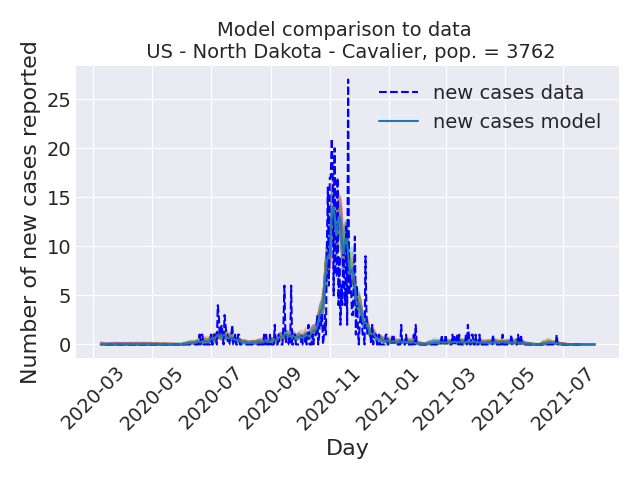 Model comparison to data
US - North Dakota - Cavalier, pop. = 3762
Number of new cases reported
25
20
15
10
5
0
new cases data
new cases model
2020-03
2020-05
2020-07
2020-09
2020-11
2021-01
2021-03
2021-05
2021-07
Day